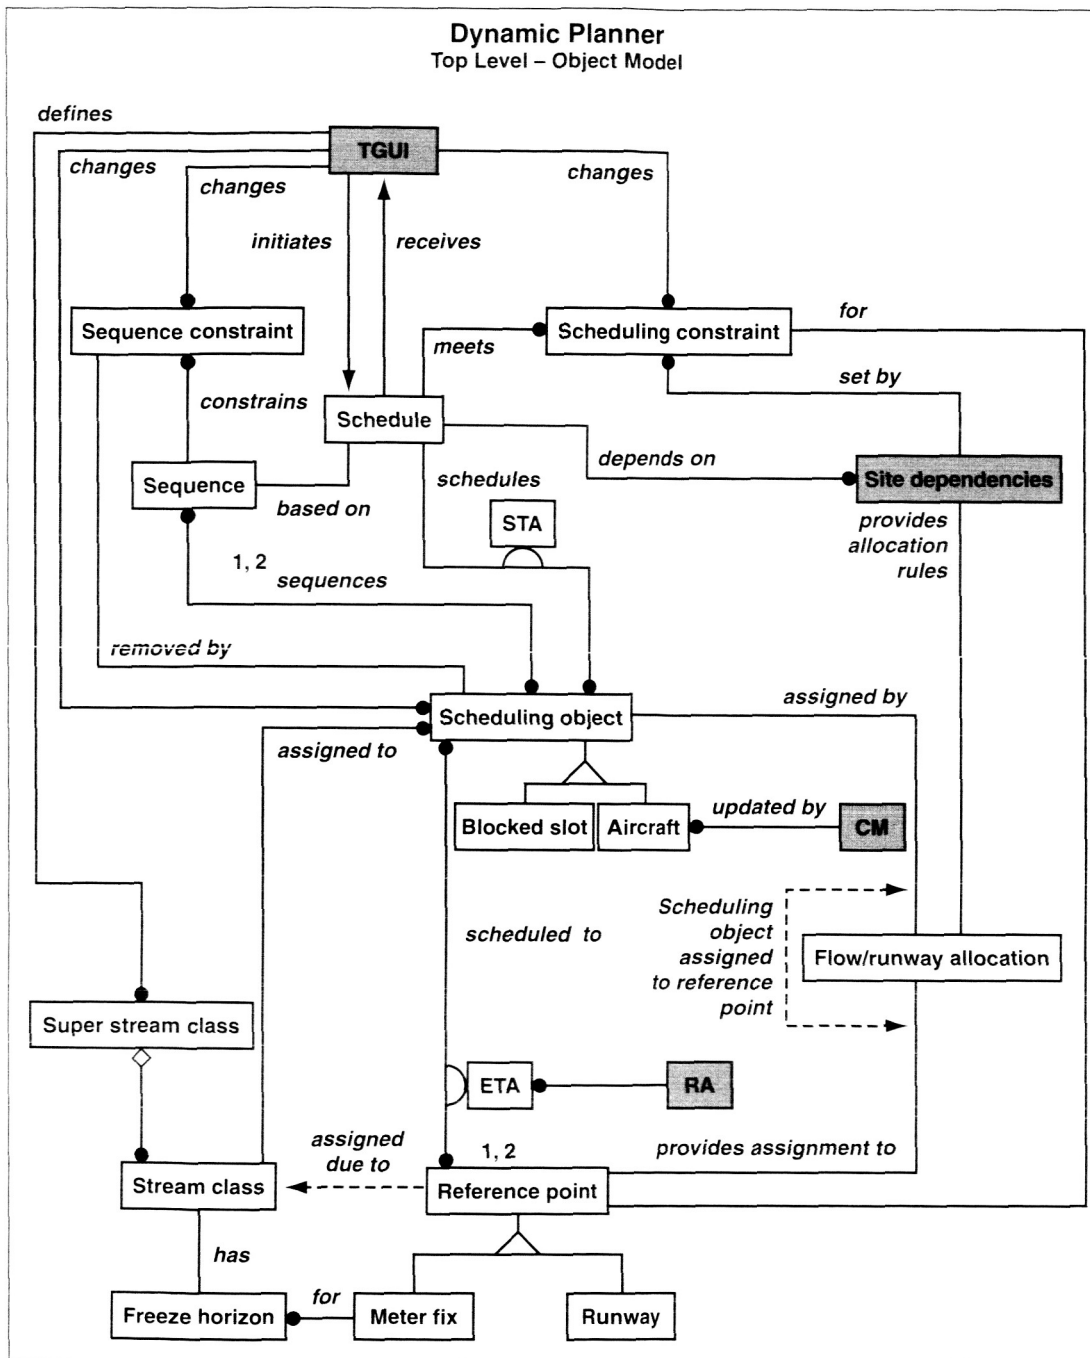 Dynamic Planner
Top Level – Object Model
defines
TGUI
changes
changes
changes
initiates
receives
Sequence constraint
Scheduling constraint
for
meets
set by
constrains
Schedule
schedules
depends on
Sequence
Site dependencies
based on
STA
provides
allocation
rules
1, 2
sequences
removed by
assigned by
Scheduling object
assigned to
Blocked slot
Aircraft
updated by
CM
scheduled to
Scheduling
object
assigned
to reference
point
Flow/runway allocation
Super stream class
ETA
RA
assigned
due to
1, 2
provides assignment to
Stream class
Reference point
has
Freeze horizon
for
Meter fix
Runway